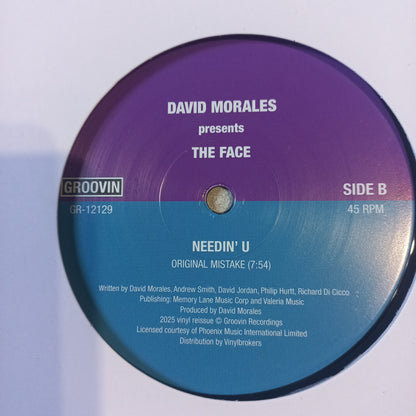 DAVID MORALES
presents
THE FACE
GROOVIN
SIDE B
GR-12129
45 RPM
NEEDIN' U
ORIGINAL MISTAKE (7:54)
Written by David Morales, Andrew Smith, David Jordan, Philip Hurtt, Richard Di Cicco
Publishing: Memory Lane Music Corp and Valeria Music
Produced by David Morales
2025 vinyl reissue © Groovin Recordings
Licensed courtesy of Phoenix Music International Limited
Distribution by Vinylbrokers